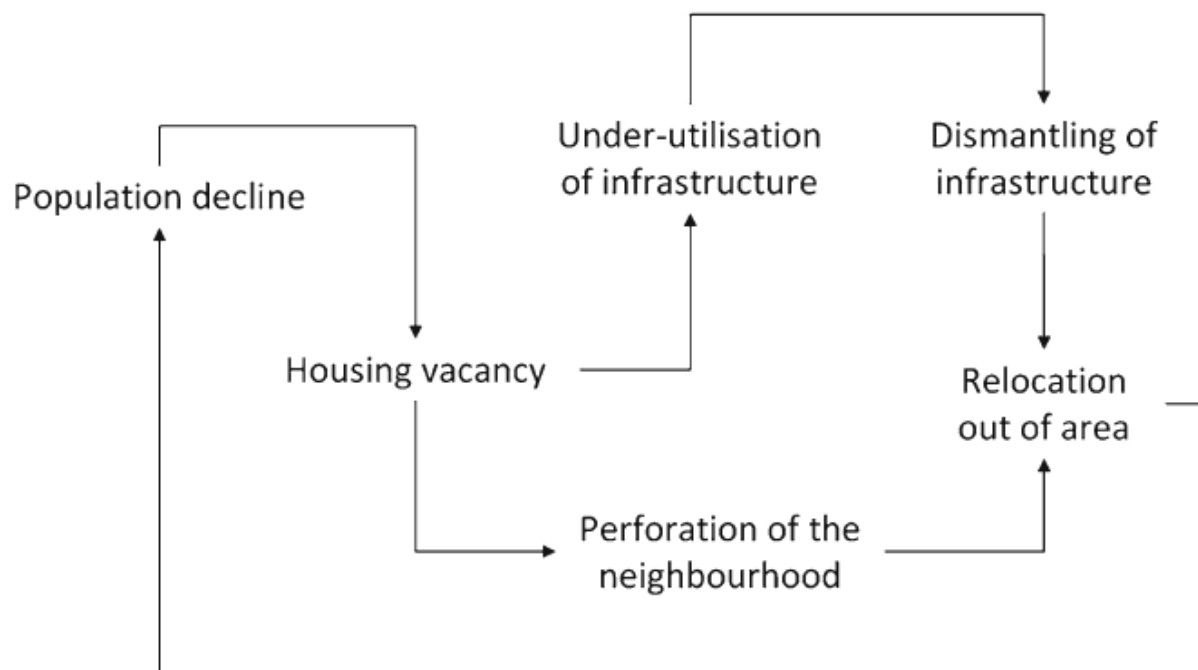 Under-utilisation
of infrastructure
Dismantling of
infrastructure
Population decline
Housing vacancy
Relocation
out of area
Perforation of the
neighbourhood